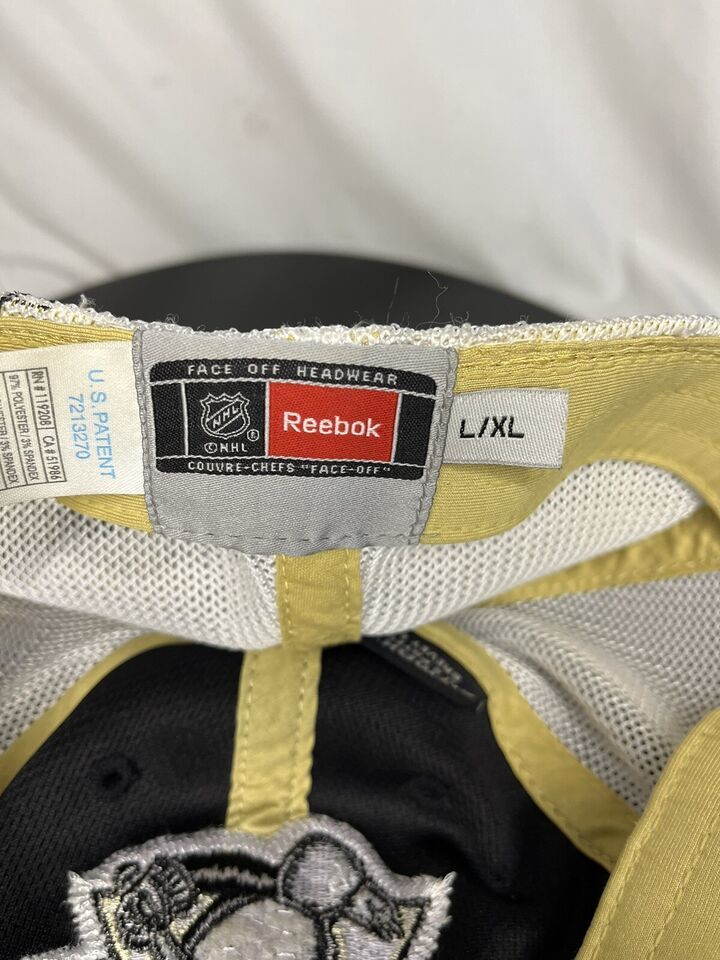 FACE OFF HEADWEAR
NHL
©NHL ®
Reebok
COUVRE-CHEFS "FACE-OFF"
L/XL
U.S. PATENT
7213270
RN# 119208 CA # 51986
97% POLYESTER/ 3% SPANDEX